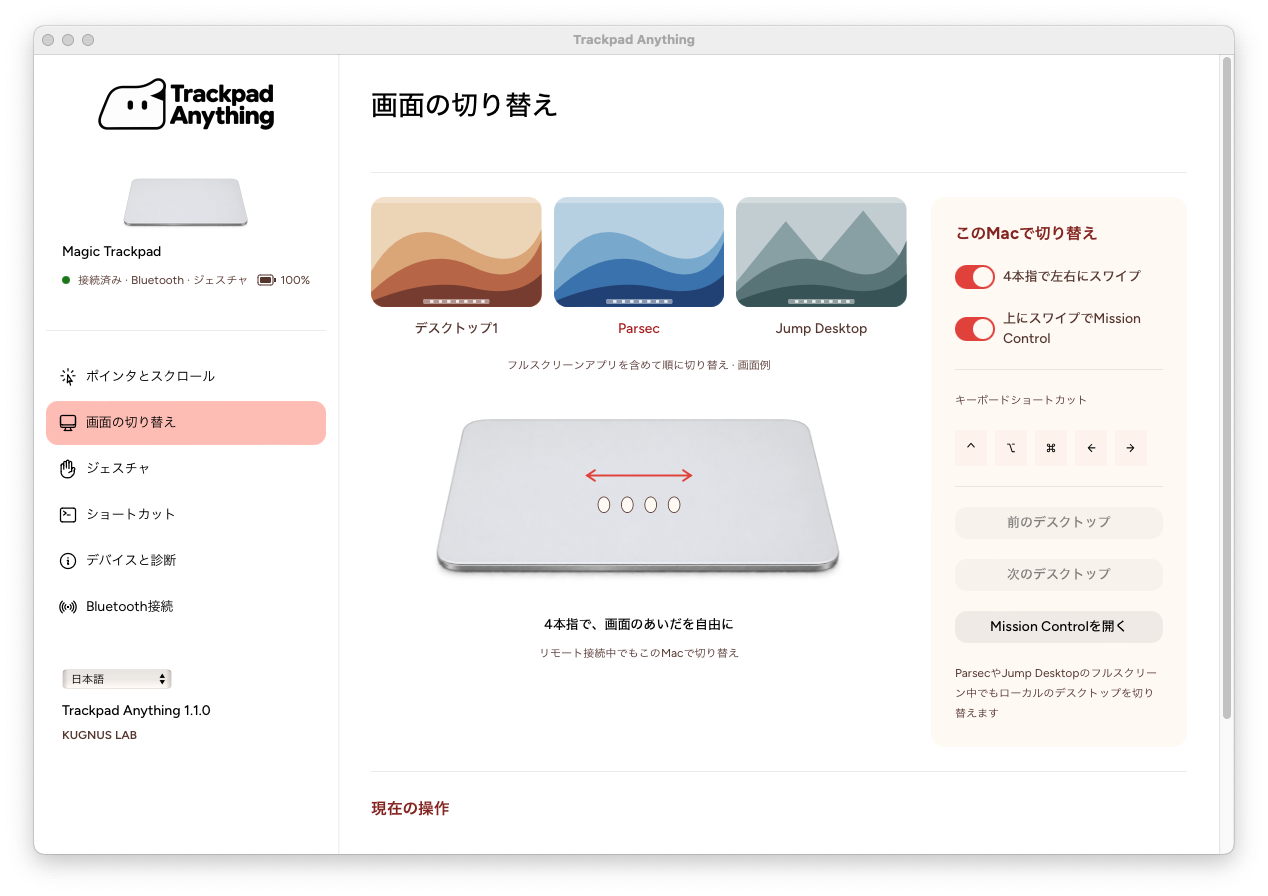 Trackpad Anything
Trackpad
Anything
Magic Trackpad
接続済み · Bluetooth · ジェスチャ 100%
ポインタとスクロール
画面の切り替え
ジェスチャ
ショートカット
デバイスと診断
Bluetooth接続
日本語
Trackpad Anything 1.1.0
KUGNUS LAB
画面の切り替え
デスクトップ1
Parsec
Jump Desktop
フルスクリーンアプリを含めて順に切り替え · 画面例
4本指で、画面のあいだを自由に
リモート接続中でもこのMacで切り替え
このMacで切り替え
4本指で左右にスワイプ
上にスワイプでMission
Control
キーボードショートカット
^ ⌥ ⌘ ← →
前のデスクトップ
次のデスクトップ
Mission Controlを開く
ParsecやJump Desktopのフルスクリー
ン中でもローカルのデスクトップを切り
替えます
現在の操作